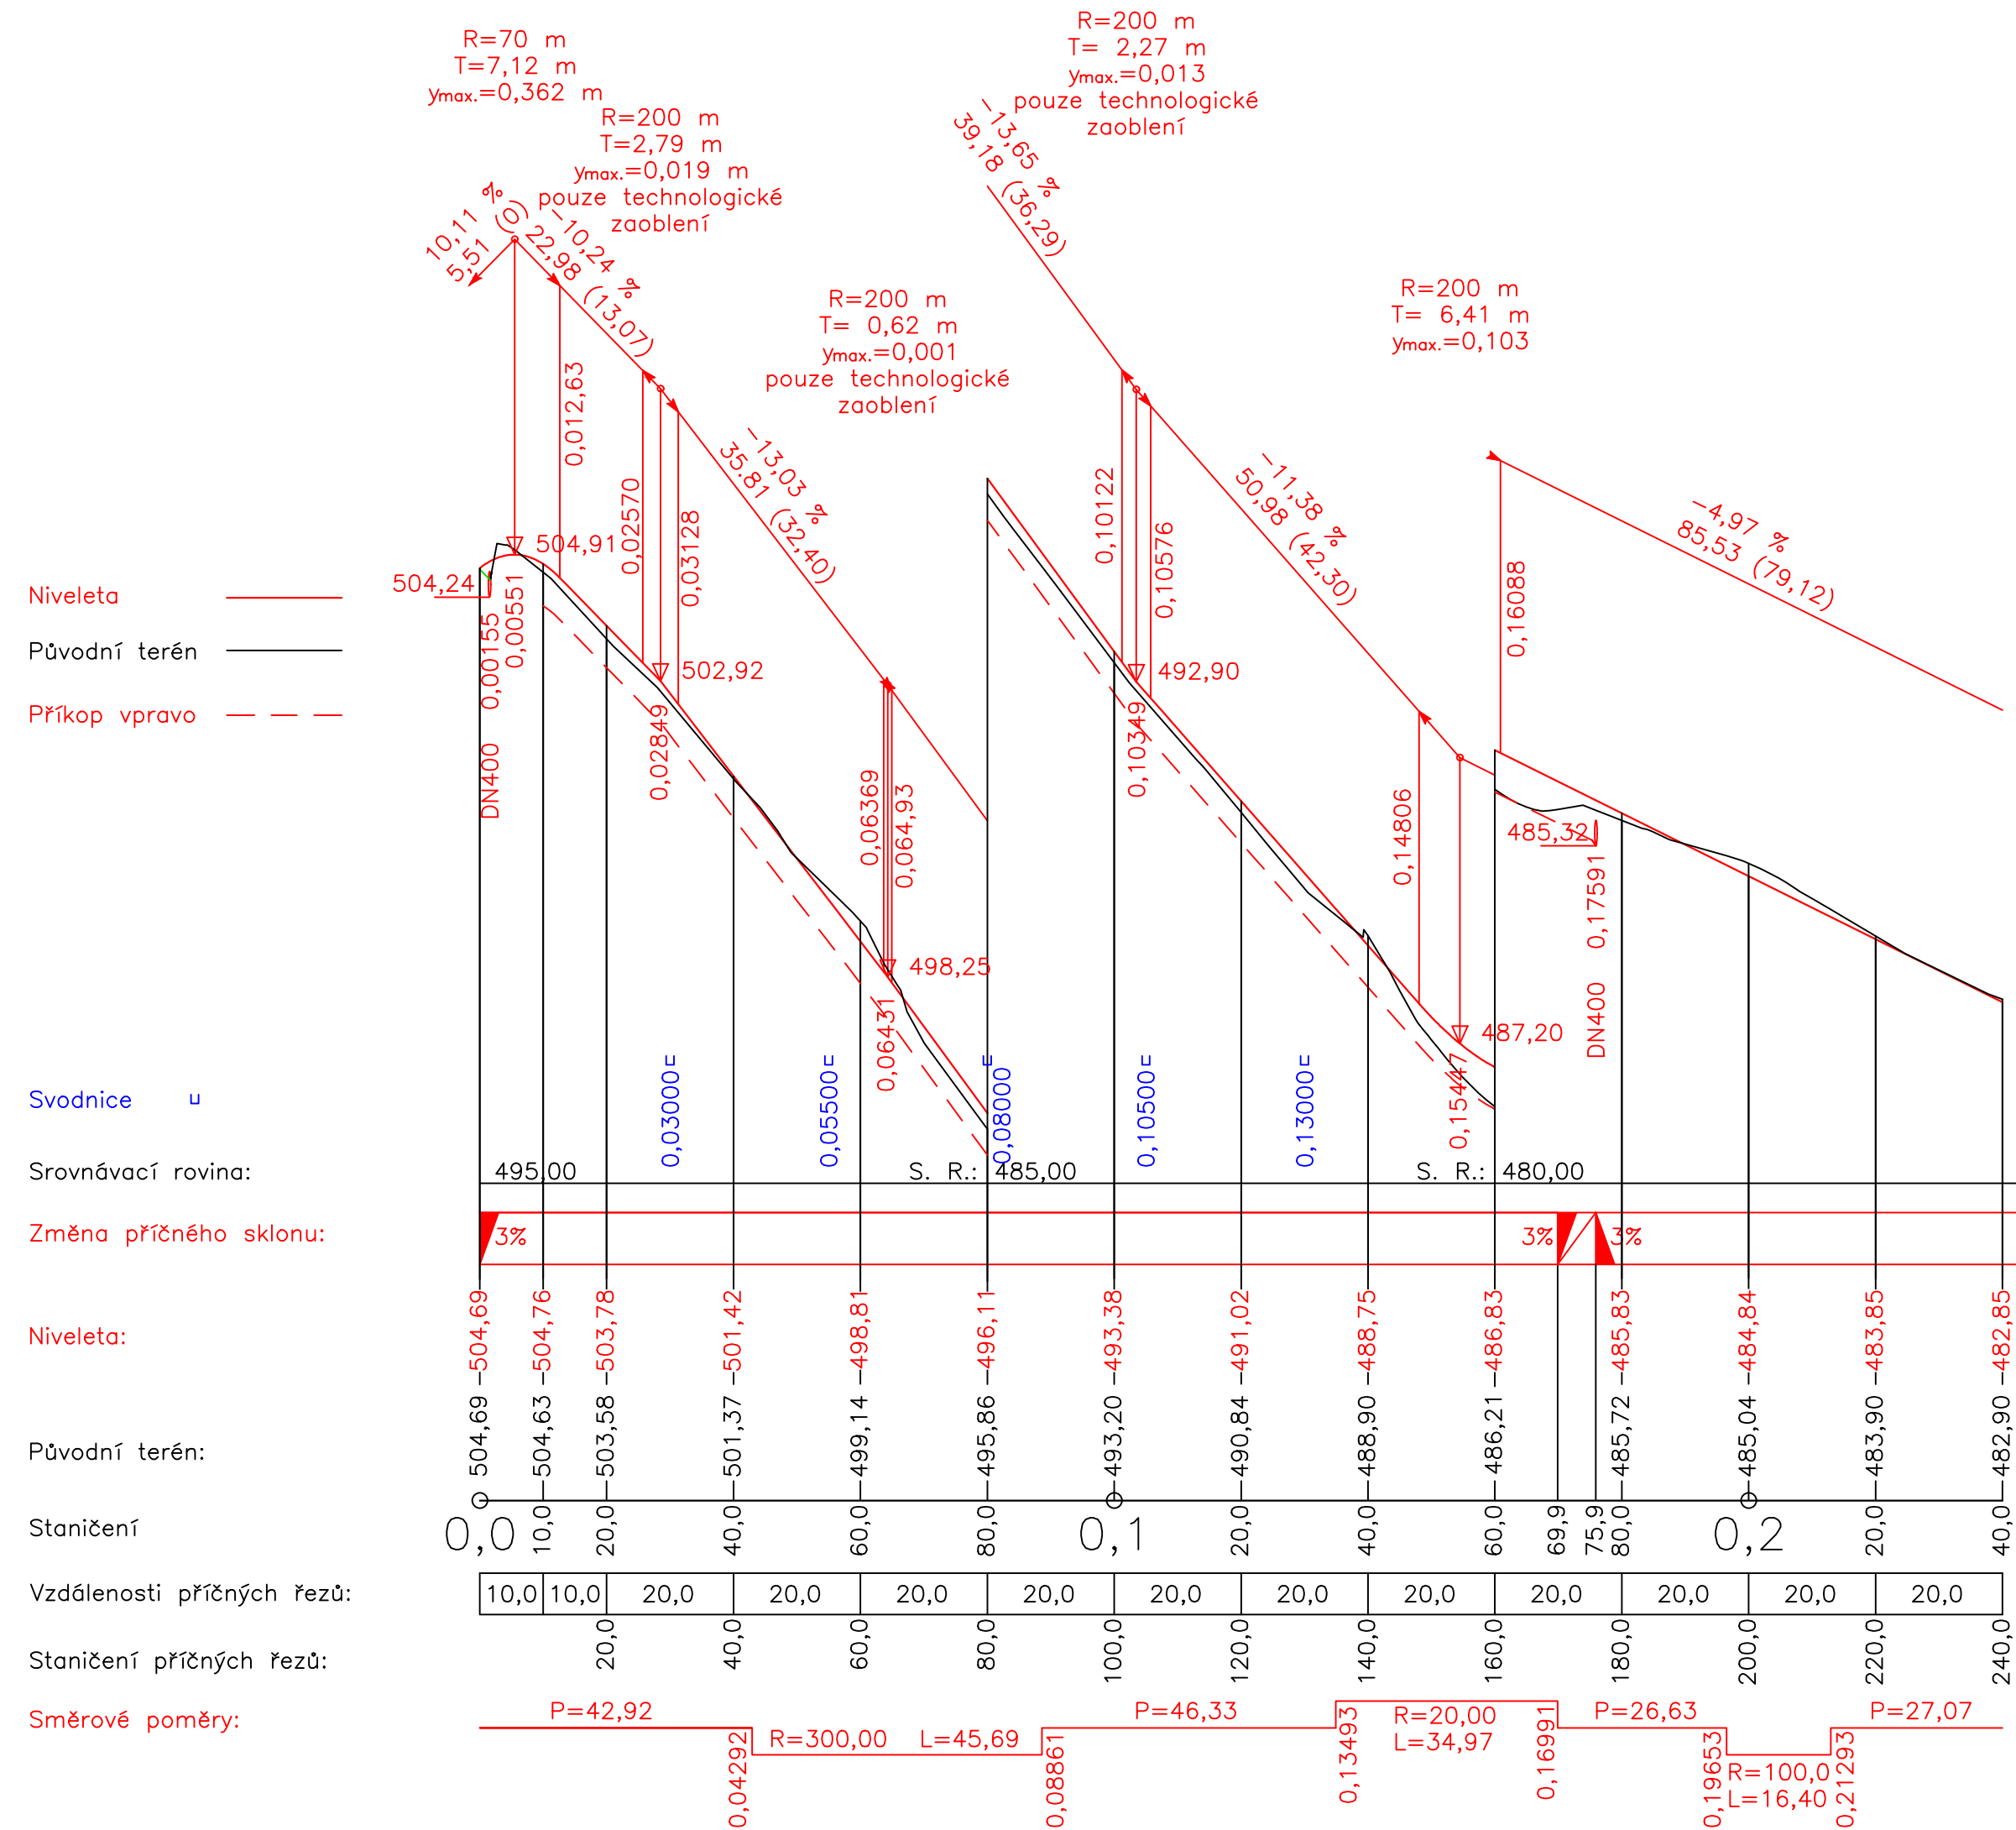 R=70 m
T=7,12 m
ymax.=0,362 m
R=200 m
T=2,79 m
ymax.=0,019 m
pouze technologické
zaoblení
R=200 m
T= 0,62 m
ymax.=0,001
pouze technologické
zaoblení
R=200 m
T= 2,27 m
ymax.=0,013
pouze technologické
zaoblení
R=200 m
T= 6,41 m
ymax.=0,103
10,11 %
5,51 (0)
-10,24 %
22,98 (13,07)
-13,03 %
35.81 (32,40)
-13,65 %
39,18 (36,29)
-11,38 %
50,98 (42,30)
-4,97 %
85,53 (79,12)
504,24
504,91
DN400 0,00155
0,00551
0,012,63
0,02570
0,03128
502,92
0,02849
0,06369
0,064,93
498,25
0,06431
0,10122
0,10576
492,90
0,10349
0,14806
487,20
0,15447
0,16088
485,32
DN400 0,17591
Niveleta
Původní terén
Příkop vpravo
Svodnice
0,03000
0,05500
0,08000
0,10500
0,13000
Srovnávací rovina:
495,00
S. R.: 485,00
S. R.: 480,00
Změna příčného sklonu:
3%
3%
3%
Niveleta:
504,69
504,76
503,78
501,42
498,81
496,11
493,38
491,02
488,75
486,83
485,83
484,84
483,85
482,85
Původní terén:
504,69
504,63
503,58
501,37
499,14
495,86
493,20
490,84
488,90
486,21
485,72
485,04
483,90
482,90
Staničení
0,0
10,0
20,0
40,0
60,0
80,0
0,1
20,0
40,0
60,0
69,9
75,9
80,0
0,2
20,0
40,0
Vzdálenosti příčných řezů:
10,0
10,0
20,0
20,0
20,0
20,0
20,0
20,0
20,0
20,0
20,0
20,0
20,0
Staničení příčných řezů:
20,0
40,0
60,0
80,0
100,0
120,0
140,0
160,0
180,0
200,0
220,0
240,0
Směrové poměry:
P=42,92
0,04292
R=300,00 L=45,69
0,08861
P=46,33
0,13493
R=20,00
L=34,97
0,16991
P=26,63
0,19653
R=100,0
L=16,40
0,21293
P=27,07